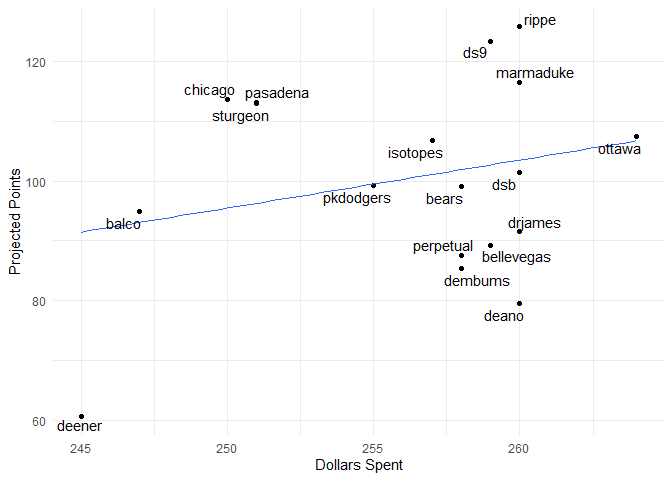 rippe
ds9
120
marmaduke
chicago
pasadena
sturgeon
isotopes
ottawa
100
dsb
pkdodgers
bears
balco
drjames
perpetual
bellevegas
dembums
80
deano
60
deener
245
250
255
260
Dollars Spent
Projected Points